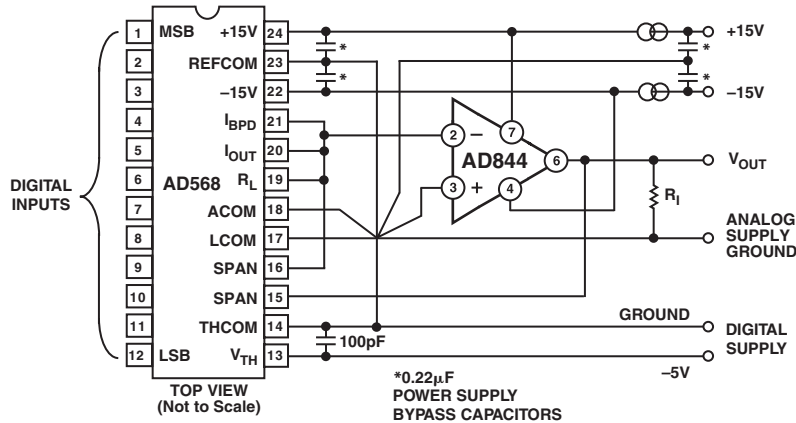 1 MSB +15V 24
2 REFCOM 23
3 –15V 22
4 IBPD 21
5 IOUT 20
6 AD568 RL 19
7 ACOM 18
8 LCOM 17
9 SPAN 16
10 SPAN 15
11 THCOM 14
12 LSB VTH 13
DIGITAL
INPUTS
TOP VIEW
(Not to Scale)
*
*
*
*
+15V
–15V
2 –
7
AD844
6
3 +
4
VOUT
RI
ANALOG
SUPPLY
GROUND
100pF
GROUND
DIGITAL
SUPPLY
–5V
*0.22µF
POWER SUPPLY
BYPASS CAPACITORS